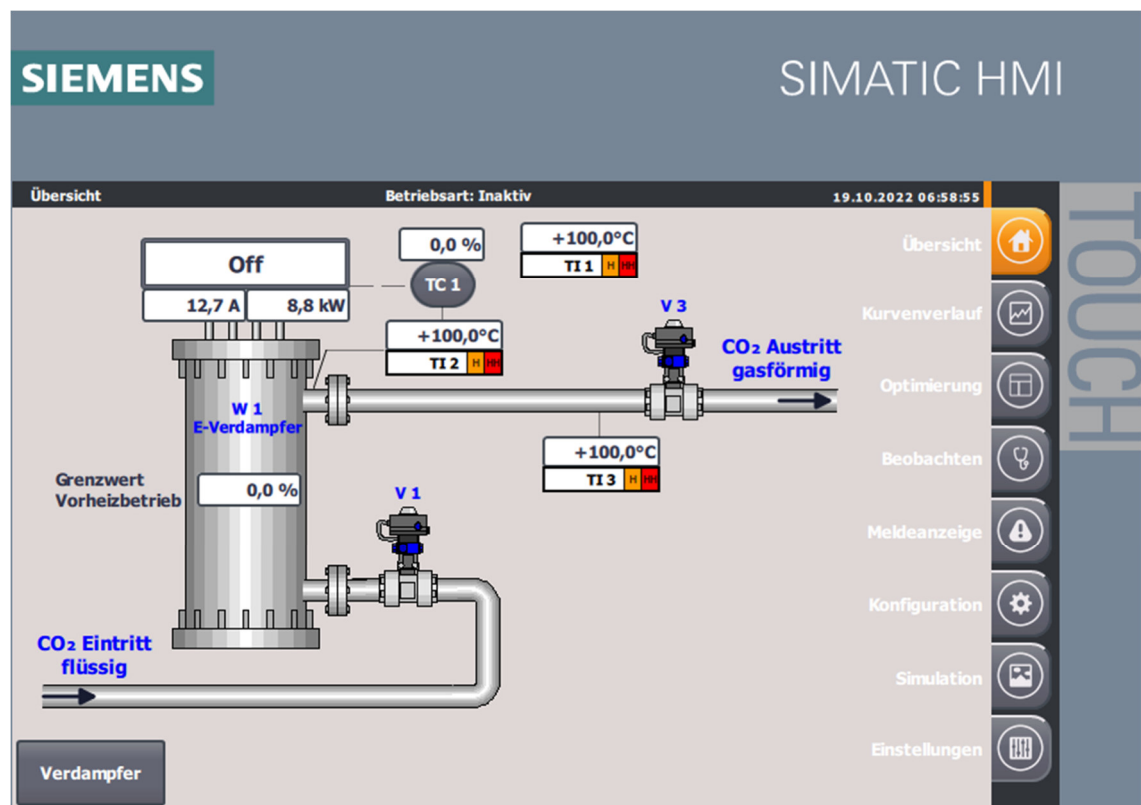 SIEMENS
SIMATIC HMI
TOUCH
Übersicht
Betriebsart: Inaktiv
19.10.2022 06:58:55
Off
12,7 A
8,8 kW
0,0 %
TC 1
+100,0°C
TI 1 H HH
+100,0°C
TI 2 H HH
V 3
CO₂ Austritt
gasförmig
W 1
E-Verdampfer
+100,0°C
TI 3 H HH
Grenzwert
Vorheizbetrieb
0,0 %
V 1
CO₂ Eintritt
flüssig
Verdampfer
Übersicht
Kurvenverlauf
Optimierung
Beobachten
Meldeanzeige
Konfiguration
Simulation
Einstellungen